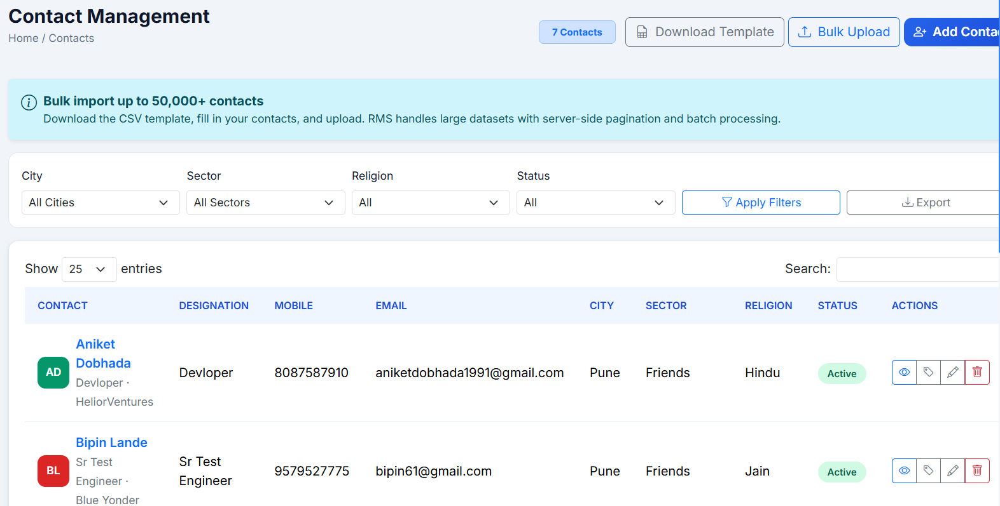 Contact Management
Home / Contacts
7 Contacts
Download Template
Bulk Upload
Add Conta
Bulk import up to 50,000+ contacts
Download the CSV template, fill in your contacts, and upload. RMS handles large datasets with server-side pagination and batch processing.
City
Sector
Religion
Status
All Cities
All Sectors
All
All
Apply Filters
Export
Show 25 entries
Search:
CONTACT DESIGNATION MOBILE EMAIL CITY SECTOR RELIGION STATUS ACTIONS
AD
Aniket
Dobhada
Devloper ·
HeliorVentures
Devloper
8087587910
aniketdobhada1991@gmail.com
Pune
Friends
Hindu
Active
BL
Bipin Lande
Sr Test
Engineer ·
Blue Yonder
Sr Test
Engineer
9579527775
bipin61@gmail.com
Pune
Friends
Jain
Active